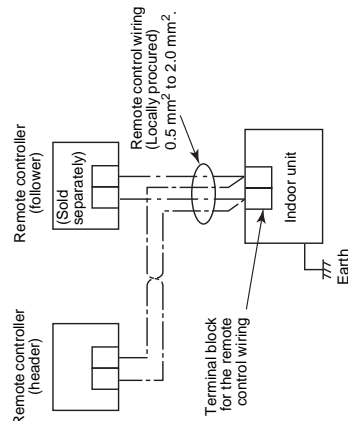 Remote controller
(header)
Remote controller
(follower)
(Sold
separately)
Remote control wiring
(Locally procured)
0.5 mm² to 2.0 mm².
Terminal block
for the remote
control wiring
Indoor unit
Earth